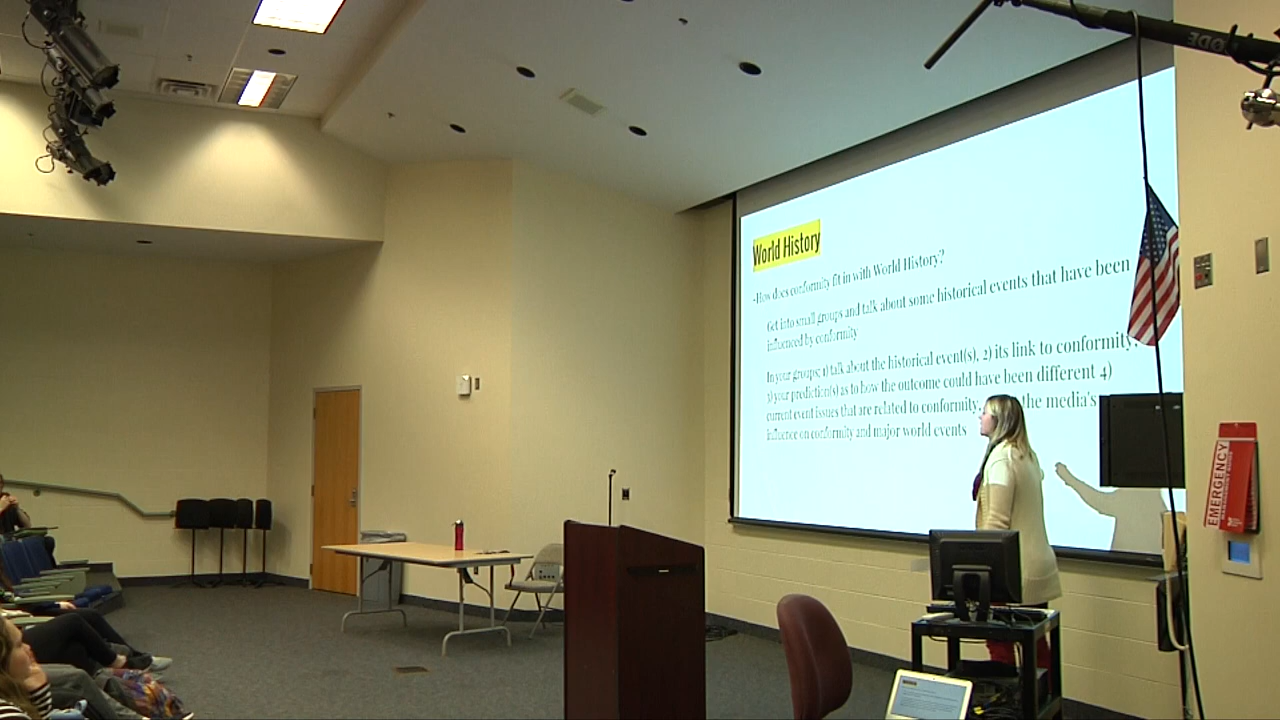 World History
-How does conformity fit in with World History?
Get into small groups and talk about some historical events that have been
influenced by conformity
In your groups: 1) talk about the historical event(s), 2) its link to conformity,
3) your prediction(s) as to how the outcome could have been different 4)
current event issues that are related to conformity, the media's
influence on conformity and major world events
EMERGENCY
RODE